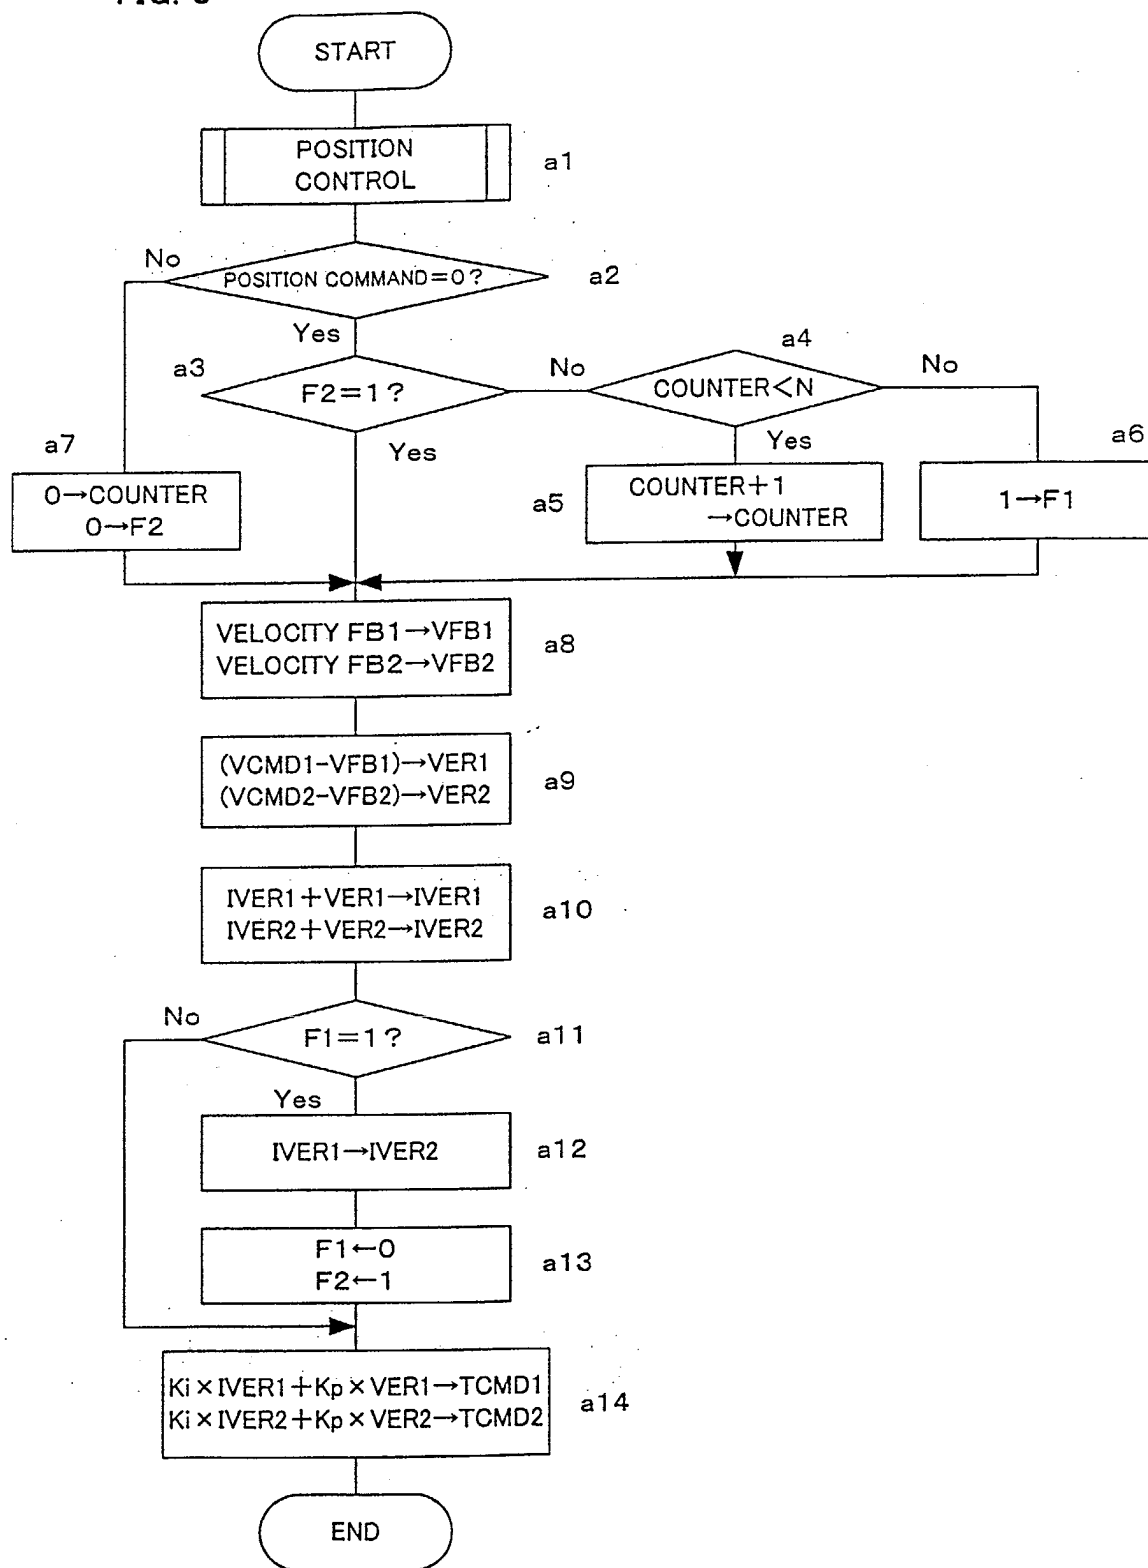 START
POSITION
CONTROL
a1
No
POSITION COMMAND=0?
a2
Yes
a3
F2=1?
No
a4
COUNTER<N
No
Yes
Yes
a7
0→COUNTER
0→F2
a5
COUNTER+1
→COUNTER
a6
1→F1
VELOCITY FB1→VFB1
VELOCITY FB2→VFB2
a8
(VCMD1-VFB1)→VER1
(VCMD2-VFB2)→VER2
a9
IVER1+VER1→IVER1
IVER2+VER2→IVER2
a10
No
F1=1?
a11
Yes
IVER1→IVER2
a12
F1←0
F2←1
a13
Ki×IVER1+Kp×VER1→TCMD1
Ki×IVER2+Kp×VER2→TCMD2
a14
END